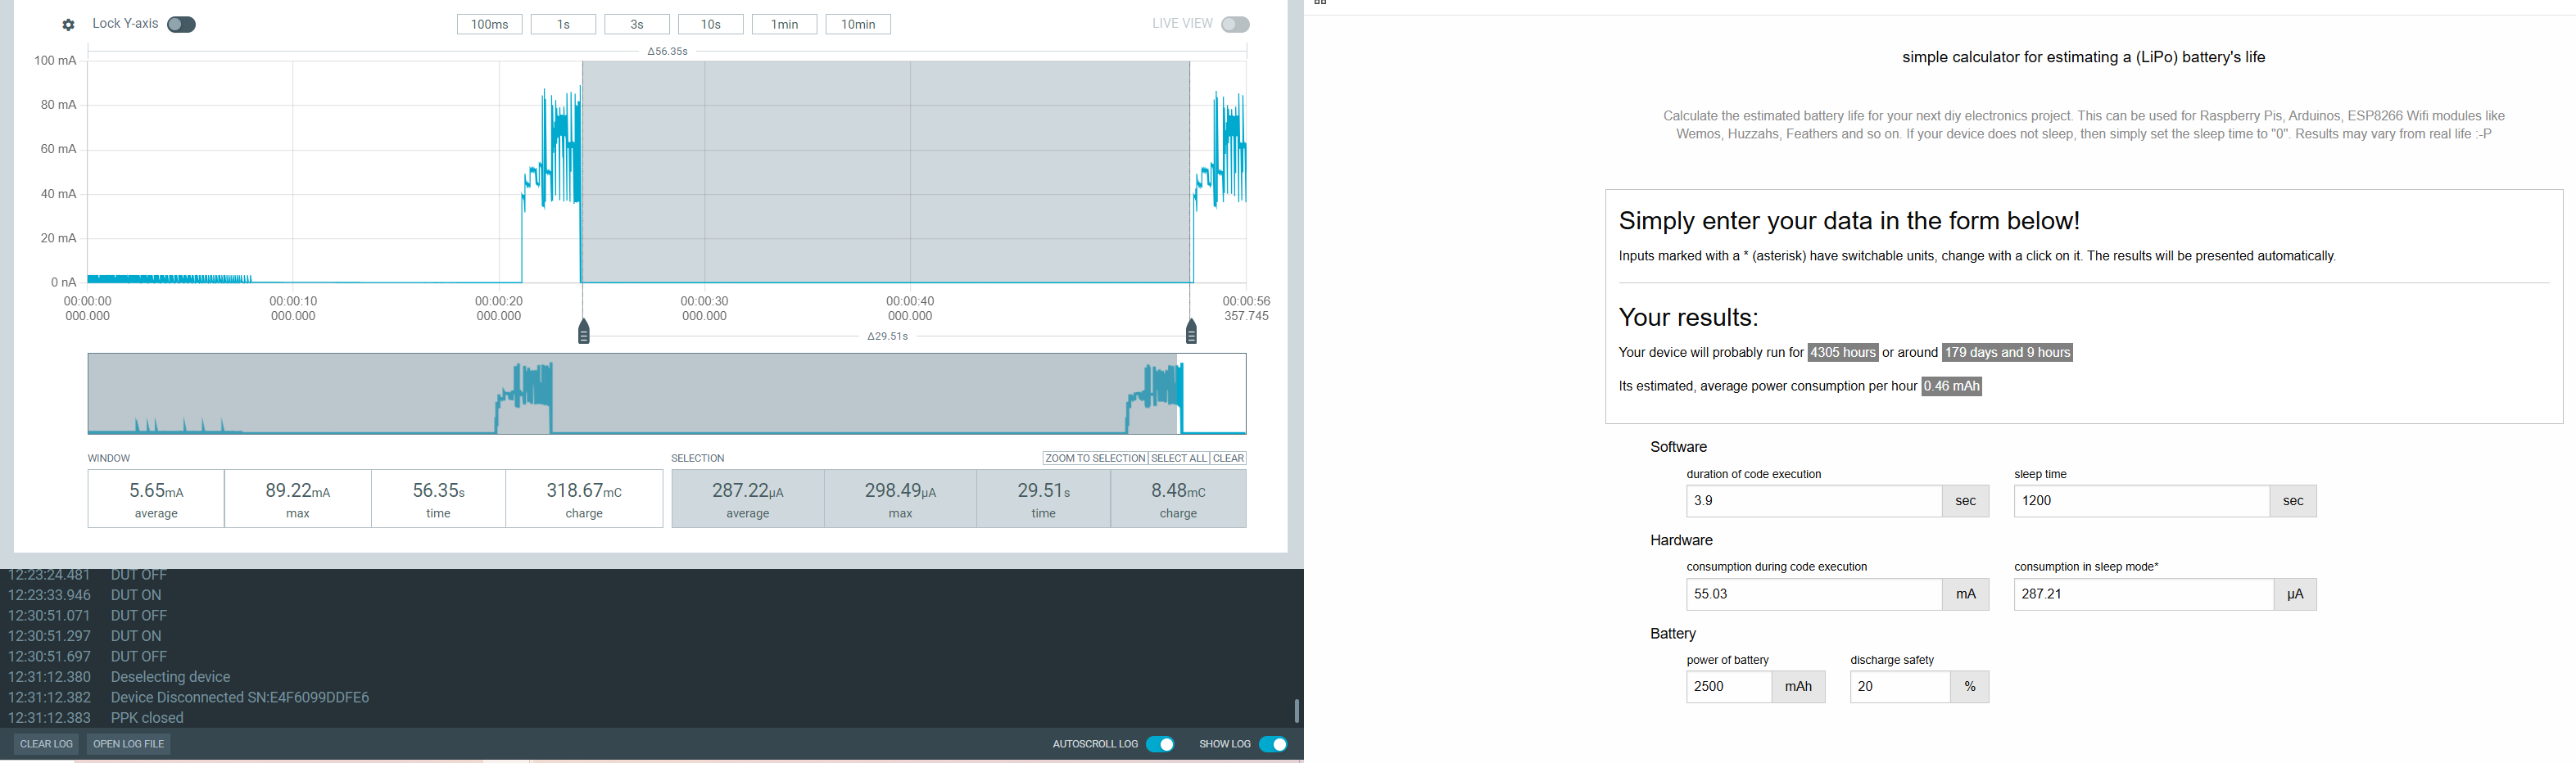 Lock Y-axis
100ms 1s 3s 10s 1min 10min
LIVE VIEW
Δ56.35s
100 mA
80 mA
60 mA
40 mA
20 mA
0 nA
00:00:00 00:00:10 00:00:20 00:00:30 00:00:40 00:00:56
000.000 000.000 000.000 000.000 000.000 357.745
Δ29.51s
WINDOW
5.65mA 89.22mA 56.35s 318.67mC
average max time charge
SELECTION
ZOOM TO SELECTION SELECT ALL CLEAR
287.22μA 298.49μA 29.51s 8.48mC
average max time charge
12:23:24.481 DUT OFF
12:23:33.946 DUT ON
12:30:51.071 DUT OFF
12:30:51.297 DUT ON
12:30:51.697 DUT OFF
12:31:12.380 Deselecting device
12:31:12.382 Device Disconnected SN:E4F6099DDFE6
12:31:12.383 PPK closed
CLEAR LOG OPEN LOG FILE
AUTOSCROLL LOG SHOW LOG
simple calculator for estimating a (LiPo) battery's life
Calculate the estimated battery life for your next diy electronics project. This can be used for Raspberry Pis, Arduinos, ESP8266 Wifi modules like
Wemos, Huzzahs, Feathers and so on. If your device does not sleep, then simply set the sleep time to "0". Results may vary from real life :-P
Simply enter your data in the form below!
Inputs marked with a * (asterisk) have switchable units, change with a click on it. The results will be presented automatically.
Your results:
Your device will probably run for 4305 hours or around 179 days and 9 hours
Its estimated, average power consumption per hour 0.46 mAh
Software
duration of code execution sleep time
3.9 sec 1200 sec
Hardware
consumption during code execution consumption in sleep mode*
55.03 mA 287.21 μA
Battery
power of battery discharge safety
2500 mAh 20 %